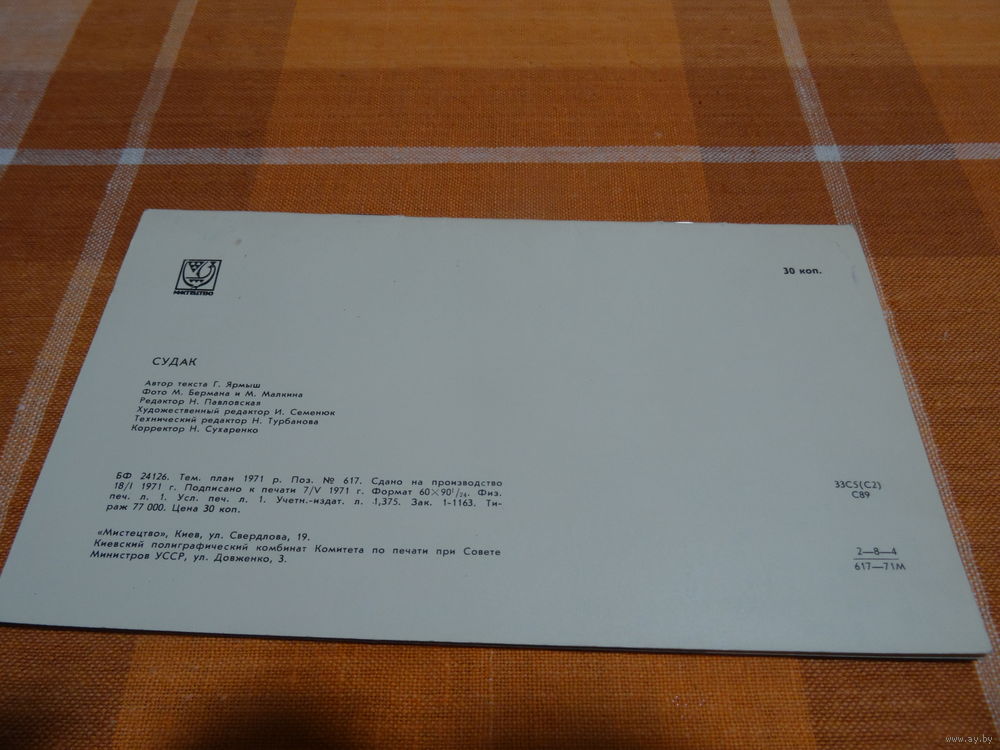 МИСТЕЦТВО
30 коп.
СУДАК
Автор текста Г. Ярмыш
Фото М. Бермана и М. Малкина
Редактор Н. Павловская
Художественный редактор И. Семенюк
Технический редактор Н. Турбанова
Корректор Н. Сухаренко
БФ 24126. Тем. план 1971 р. Поз. № 617. Сдано на производство
18/I 1971 г. Подписано к печати 7/V 1971 г. Формат 60×90¹/₂₄. Физ.
печ. л. 1. Усл. печ. л. 1. Учетн.-издат. л. 1,375. Зак. 1-1163. Ти-
раж 77 000. Цена 30 коп.
«Мистецтво», Киев, ул. Свердлова, 19.
Киевский полиграфический комбинат Комитета по печати при Совете
Министров УССР, ул. Довженко, 3.
33С5(С2)
С89
2—8—4
617—71М
www.ay.by